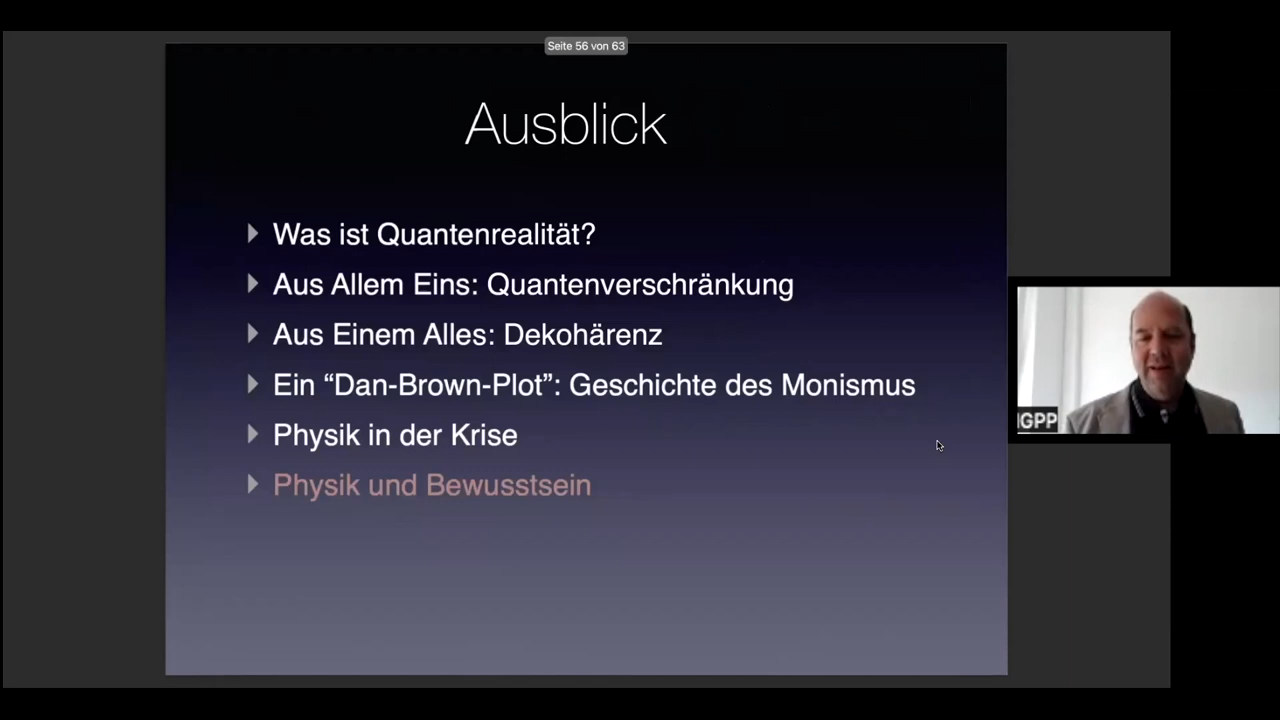 Seite 56 von 63
Ausblick
Was ist Quantenrealität?
Aus Allem Eins: Quantenverschränkung
Aus Einem Alles: Dekohärenz
Ein “Dan-Brown-Plot”: Geschichte des Monismus
Physik in der Krise
Physik und Bewusstsein
IGPP